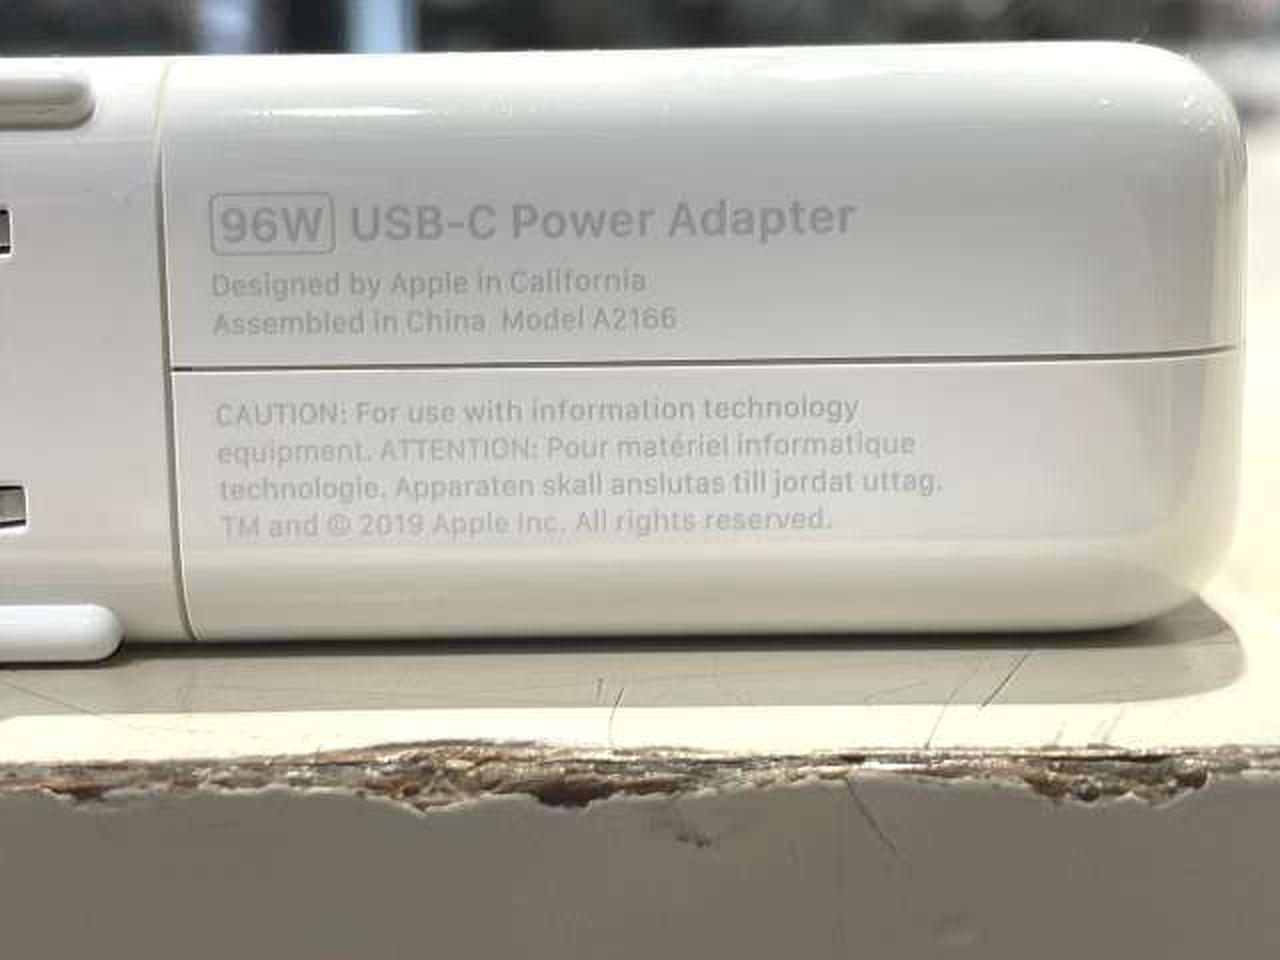 96W USB-C Power Adapter
Designed by Apple in California
Assembled in China Model A2166
CAUTION: For use with information technology
equipment. ATTENTION: Pour matériel informatique
technologie. Apparaten skall anslutas till jordat uttag.
TM and © 2019 Apple Inc. All rights reserved.